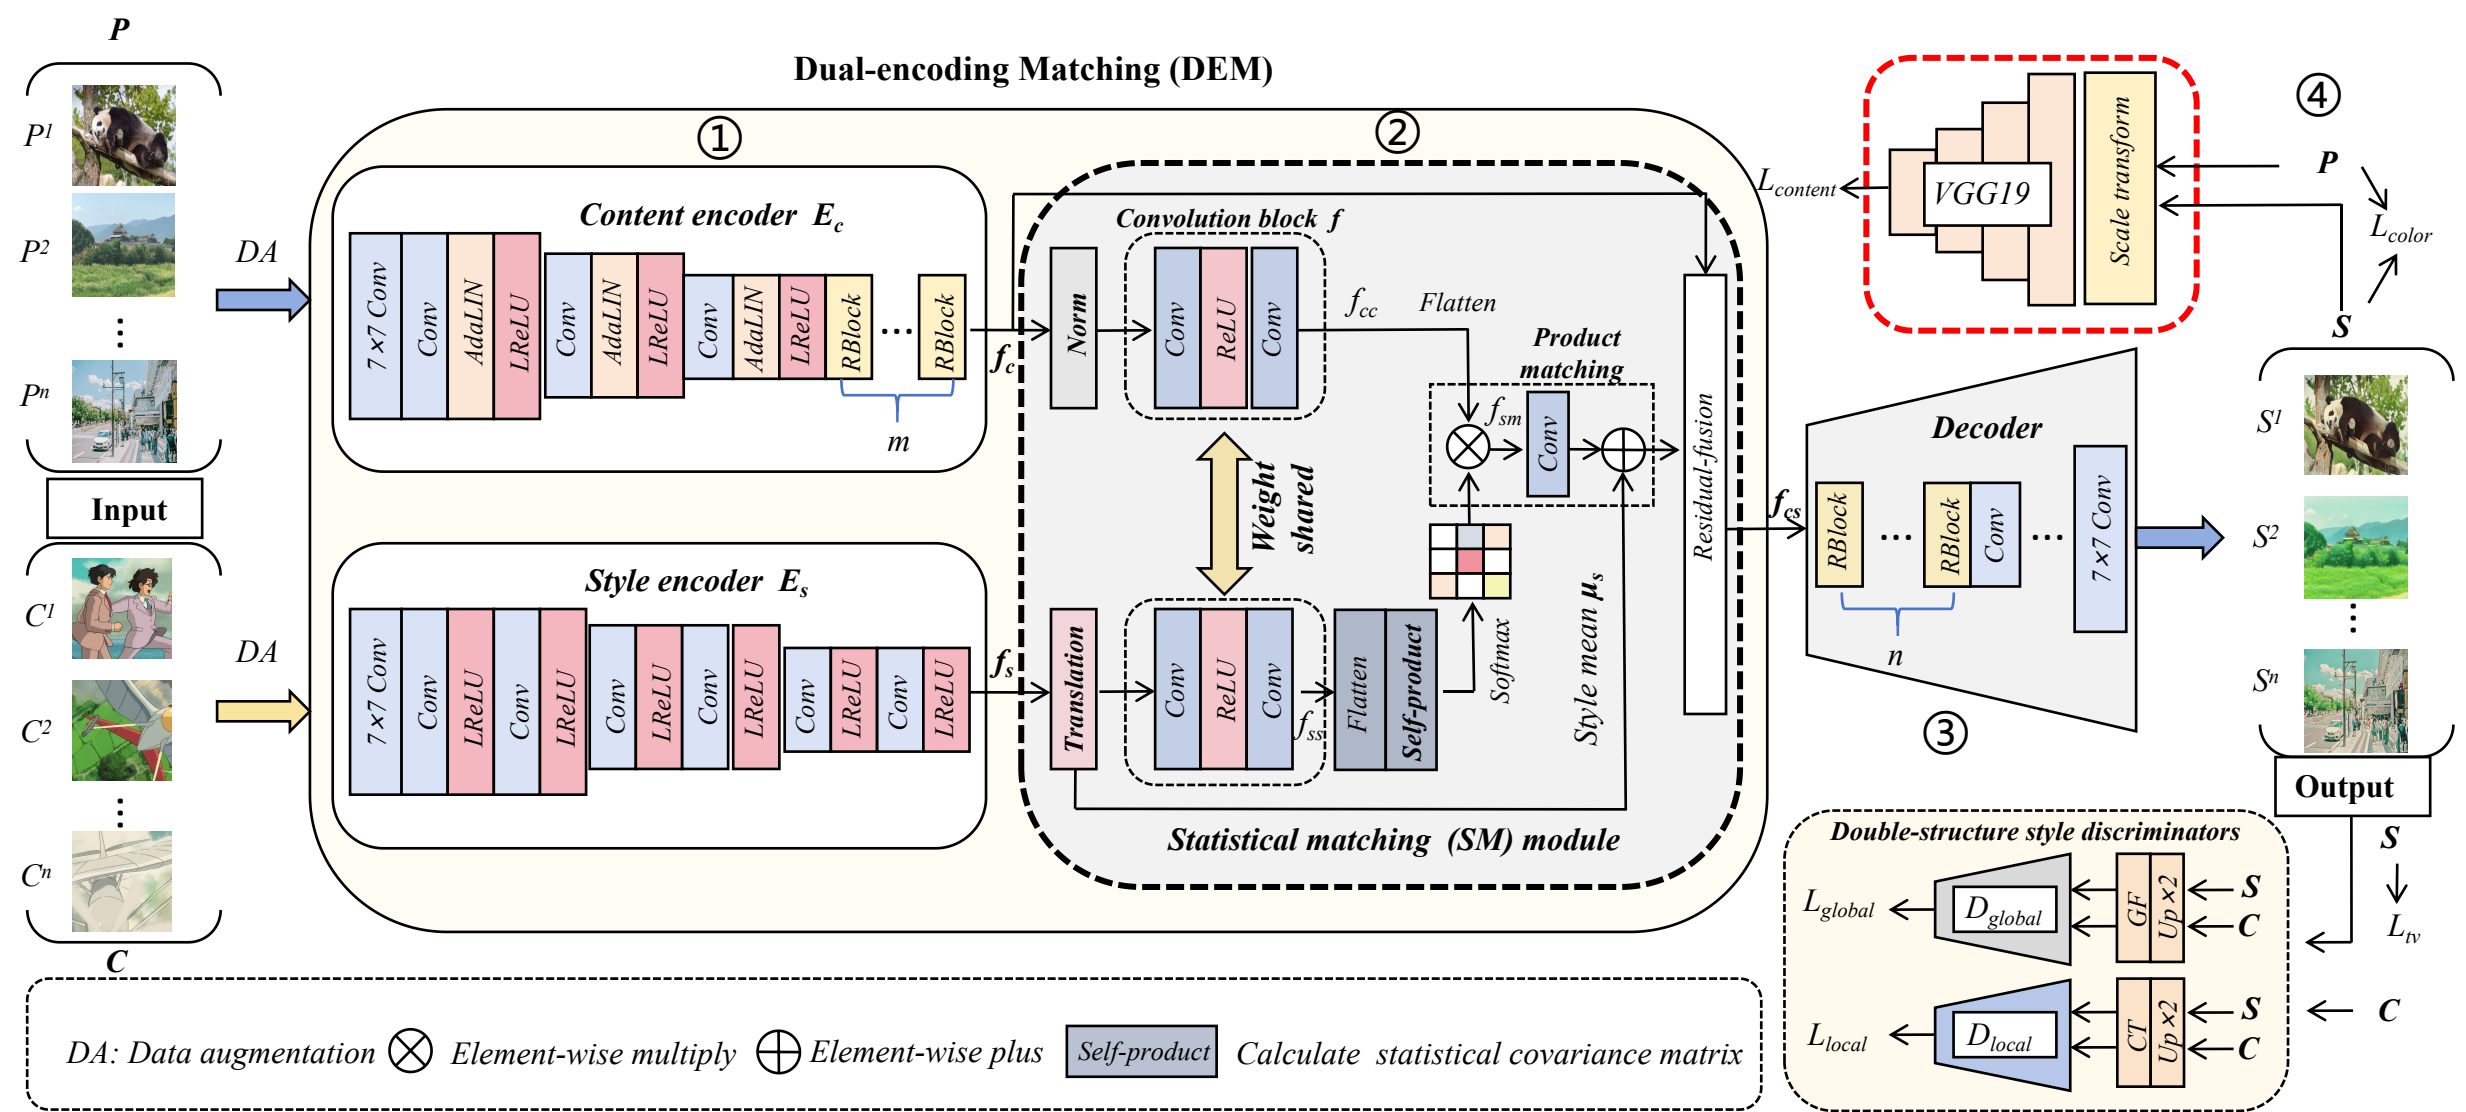 P
P1
P2
Pn
Input
C1
C2
Cn
C
DA
DA
Dual-encoding Matching (DEM)
①
Content encoder Ec
7×7 Conv
Conv
AdaLIN
LReLU
Conv
AdaLIN
LReLU
Conv
AdaLIN
LReLU
RBlock
...
RBlock
m
fc
Style encoder Es
7×7 Conv
Conv
LReLU
Conv
LReLU
Conv
LReLU
Conv
LReLU
Conv
LReLU
Conv
LReLU
fs
②
Convolution block f
Norm
Conv
ReLU
Conv
fcc
Flatten
Product
matching
fsm
Conv
Weight
shared
Translation
Conv
ReLU
Conv
fss
Flatten
Self-product
Softmax
Style mean μs
Residual-fusion
Statistical matching (SM) module
fcs
Decoder
RBlock
...
RBlock
Conv
...
7×7 Conv
n
③
Lcontent
VGG19
Scale transform
④
P
Lcolor
S
S1
S2
Sn
Output
S
Ltv
C
Double-structure style discriminators
Lglobal
Dglobal
GF
Up×2
S
C
Llocal
Dlocal
CT
Up×2
S
C
DA: Data augmentation
Element-wise multiply
Element-wise plus
Self-product
Calculate statistical covariance matrix